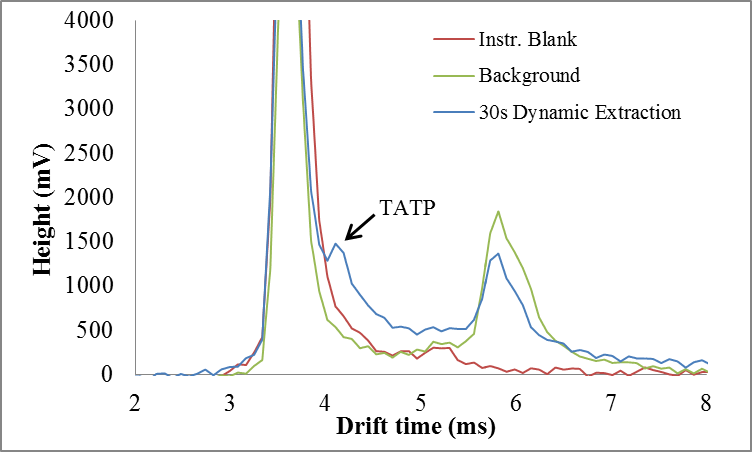 4000
3500
3000
2500
2000
1500
1000
500
0
Height (mV)
Instr. Blank
Background
30s Dynamic Extraction
TATP
2 3 4 5 6 7 8
Drift time (ms)